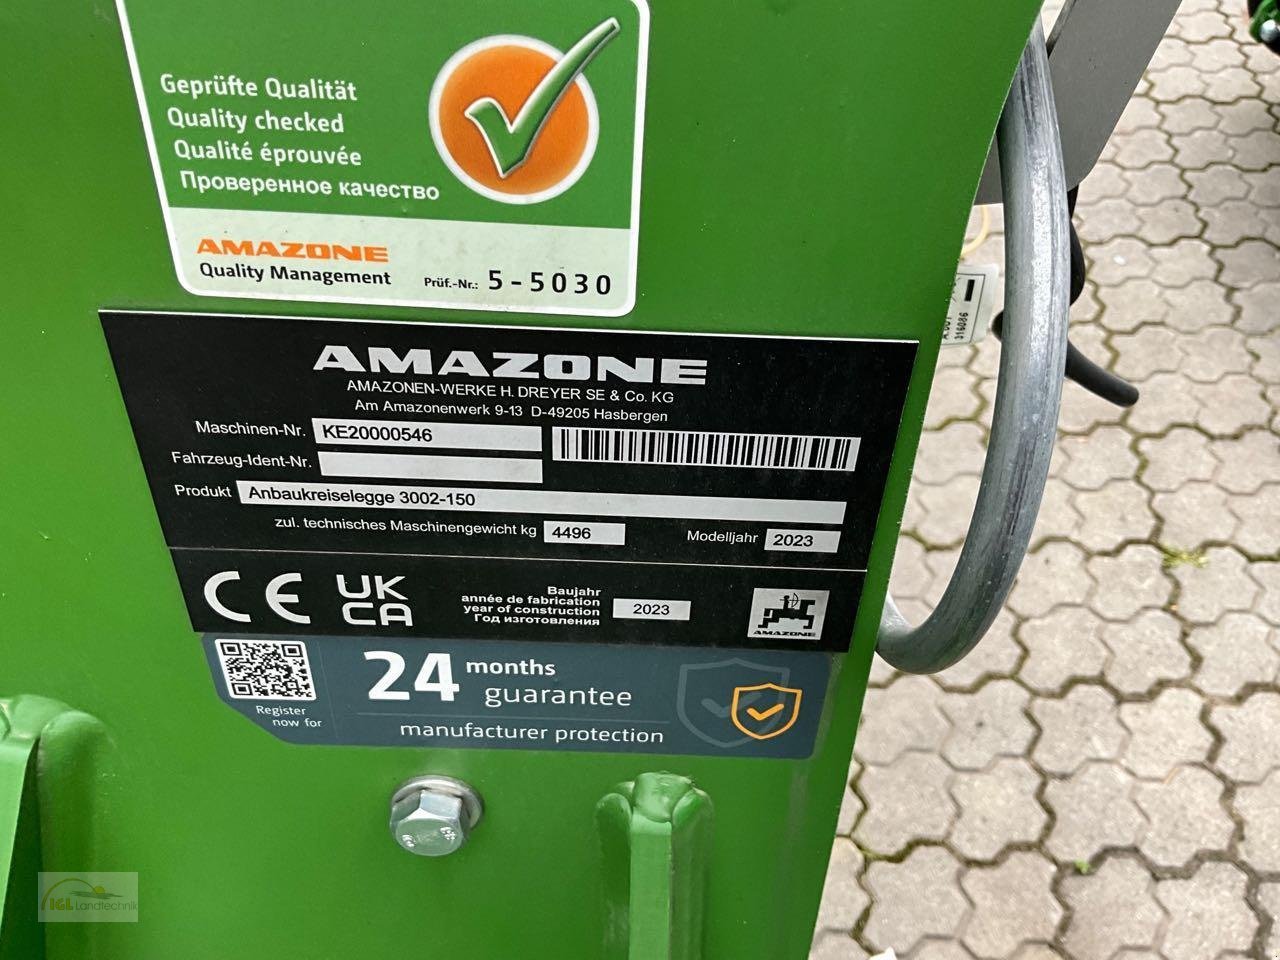 Geprüfte Qualität
Quality checked
Qualité éprouvée
Проверенное качество
AMAZONE
Quality Management
Prüf.-Nr.: 5-5030
AMAZONE
AMAZONEN-WERKE H. DREYER SE & Co. KG
Am Amazonenwerk 9-13 D-49205 Hasbergen
Maschinen-Nr. KE20000546
Fahrzeug-Ident-Nr.
Produkt Anbaukreiselegge 3002-150
zul. technisches Maschinengewicht kg 4496
Modelljahr 2023
CE
UK
CA
Baujahr
année de fabrication
year of construction
Год изготовления
2023
AMAZONE
24 months
guarantee
manufacturer protection
Register
now for
316086
IGL Landtechnik